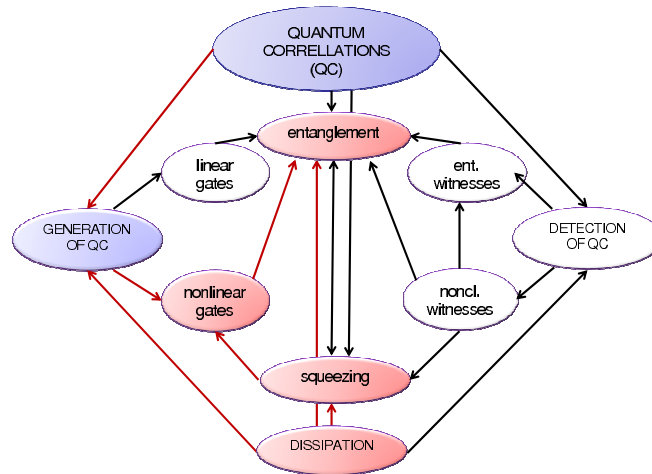 QUANTUM
CORRELLATIONS
(QC)
entanglement
linear
gates
ent.
witnesses
GENERATION
OF QC
DETECTION
OF QC
nonlinear
gates
noncl.
witnesses
squeezing
DISSIPATION